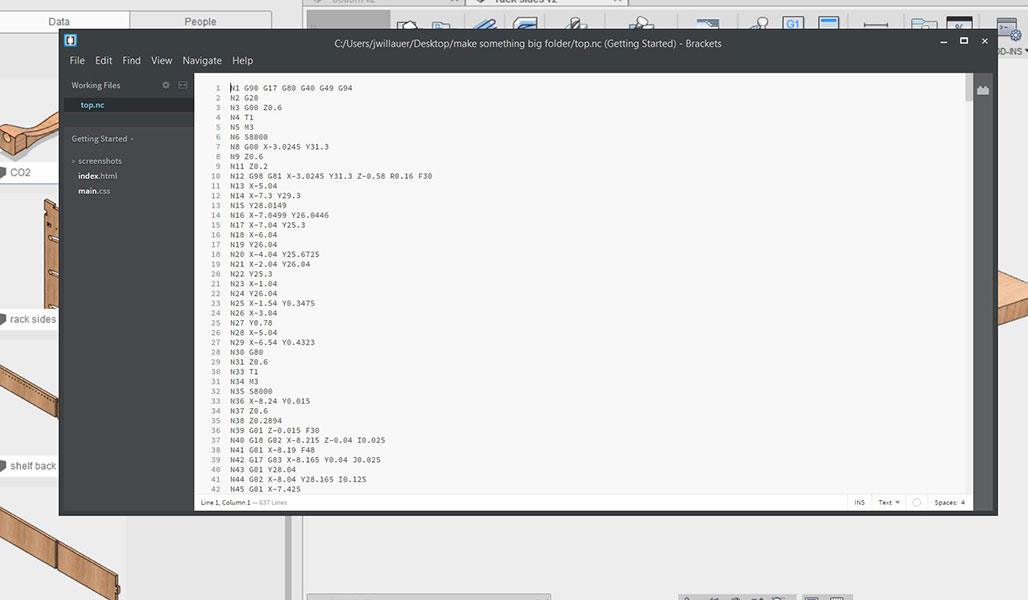 bottom v2
rack sides v2
Data
People
G1
DD-INS
C:/Users/jwillauer/Desktop/make something big folder/top.nc (Getting Started) - Brackets
File Edit Find View Navigate Help
Working Files
top.nc
Getting Started
screenshots
index.html
main.css
CO2
rack sides
shelf back
1 N1 G90 G17 G80 G40 G49 G94
2 N2 G20
3 N3 G00 Z0.6
4 N4 T1
5 N5 M3
6 N6 S8000
7 N8 G00 X-3.0245 Y31.3
8 N9 Z0.6
9 N11 Z0.2
10 N12 G98 G81 X-3.0245 Y31.3 Z-0.58 R0.16 F30
11 N13 X-5.04
12 N14 X-7.3 Y29.3
13 N15 Y28.0149
14 N16 X-7.0499 Y26.0446
15 N17 X-7.04 Y25.3
16 N18 X-6.04
17 N19 Y26.04
18 N20 X-4.04 Y25.6725
19 N21 X-2.04 Y26.04
20 N22 Y25.3
21 N23 X-1.04
22 N24 Y26.04
23 N25 X-1.54 Y0.3475
24 N26 X-3.04
25 N27 Y0.78
26 N28 X-5.04
27 N29 X-6.54 Y0.4323
28 N30 G80
29 N31 Z0.6
30 N33 T1
31 N34 M3
32 N35 S8000
33 N36 X-8.24 Y0.015
34 N37 Z0.6
35 N38 Z0.2894
36 N39 G01 Z-0.015 F30
37 N40 G18 G02 X-8.215 Z-0.04 I0.025
38 N41 G01 X-8.19 F48
39 N42 G17 G03 X-8.165 Y0.04 J0.025
40 N43 G01 Y28.04
41 N44 G02 X-8.04 Y28.165 I0.125
42 N45 G01 X-7.425
Line 1, Column 1 — 637 Lines
INS Text Spaces: 4